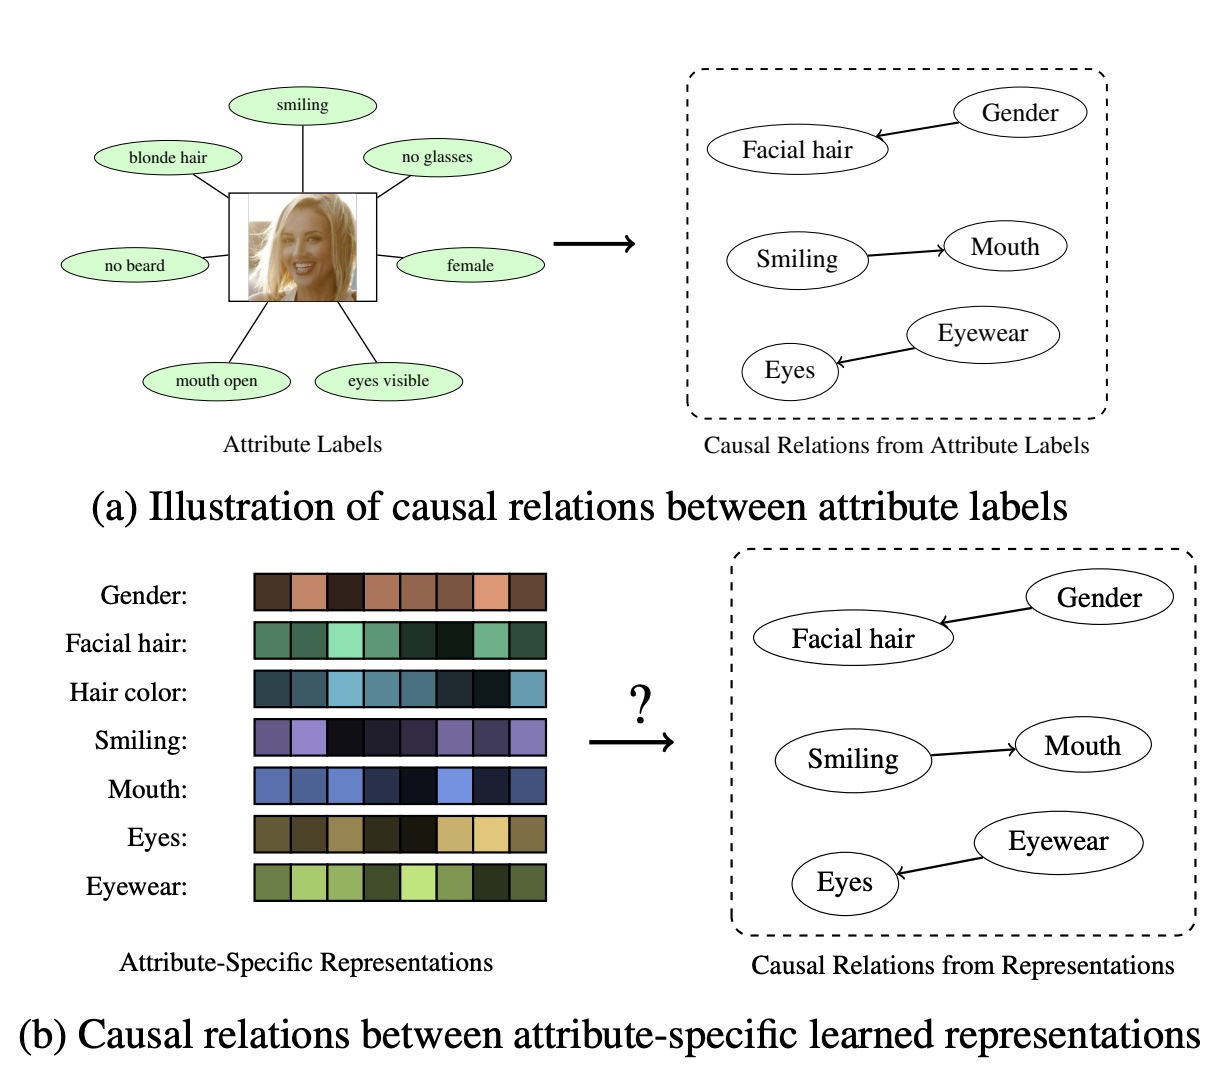 smiling
blonde hair
no glasses
no beard
female
mouth open
eyes visible
Attribute Labels
Gender
Facial hair
Smiling
Mouth
Eyewear
Eyes
Causal Relations from Attribute Labels
(a) Illustration of causal relations between attribute labels
Gender:
Facial hair:
Hair color:
Smiling:
Mouth:
Eyes:
Eyewear:
Attribute-Specific Representations
?
Gender
Facial hair
Smiling
Mouth
Eyewear
Eyes
Causal Relations from Representations
(b) Causal relations between attribute-specific learned representations